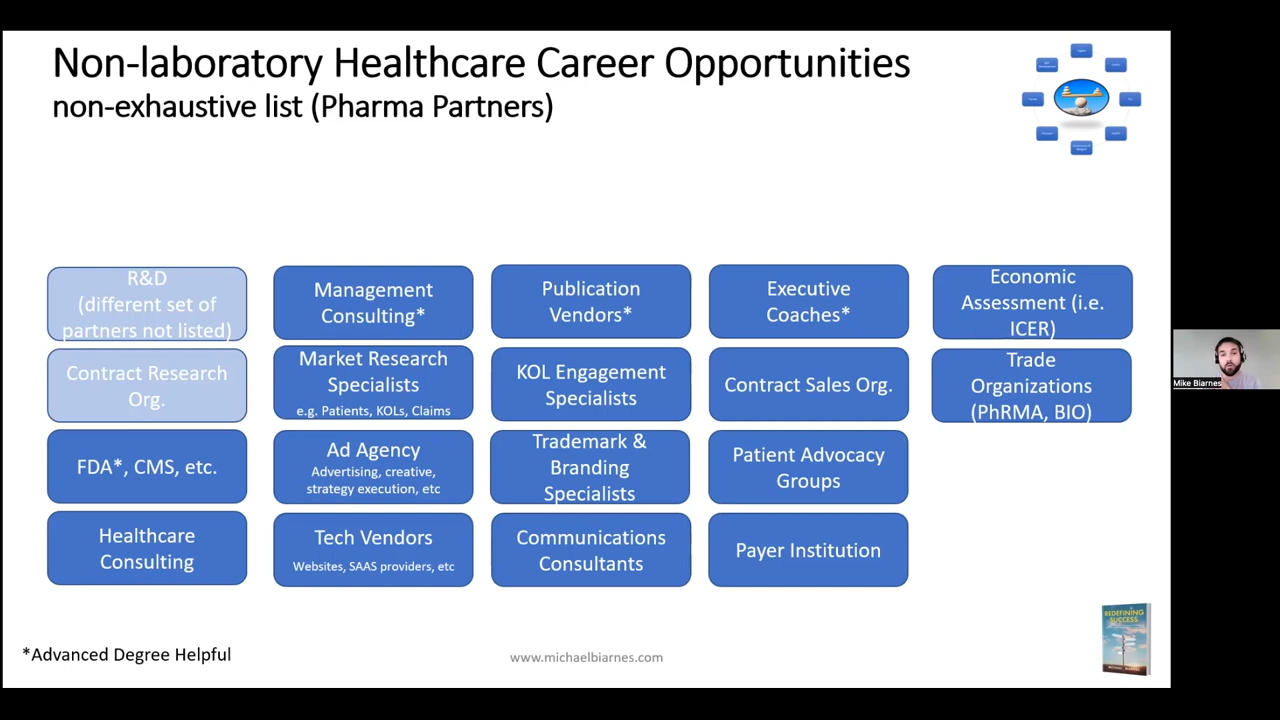 Non-laboratory Healthcare Career Opportunities
non-exhaustive list (Pharma Partners)
R&D
(different set of
partners not listed)
Contract Research
Org.
FDA*, CMS, etc.
Healthcare
Consulting
Management
Consulting*
Market Research
Specialists
e.g. Patients, KOLs, Claims
Ad Agency
Advertising, creative,
strategy execution, etc
Tech Vendors
Websites, SAAS providers, etc
Publication
Vendors*
KOL Engagement
Specialists
Trademark &
Branding
Specialists
Communications
Consultants
Executive
Coaches*
Contract Sales Org.
Patient Advocacy
Groups
Payer Institution
Economic
Assessment (i.e.
ICER)
Trade
Organizations
(PhRMA, BIO)
Mike Biarnes
REDEFINING
SUCCESS
*Advanced Degree Helpful
www.michaelbiarnes.com